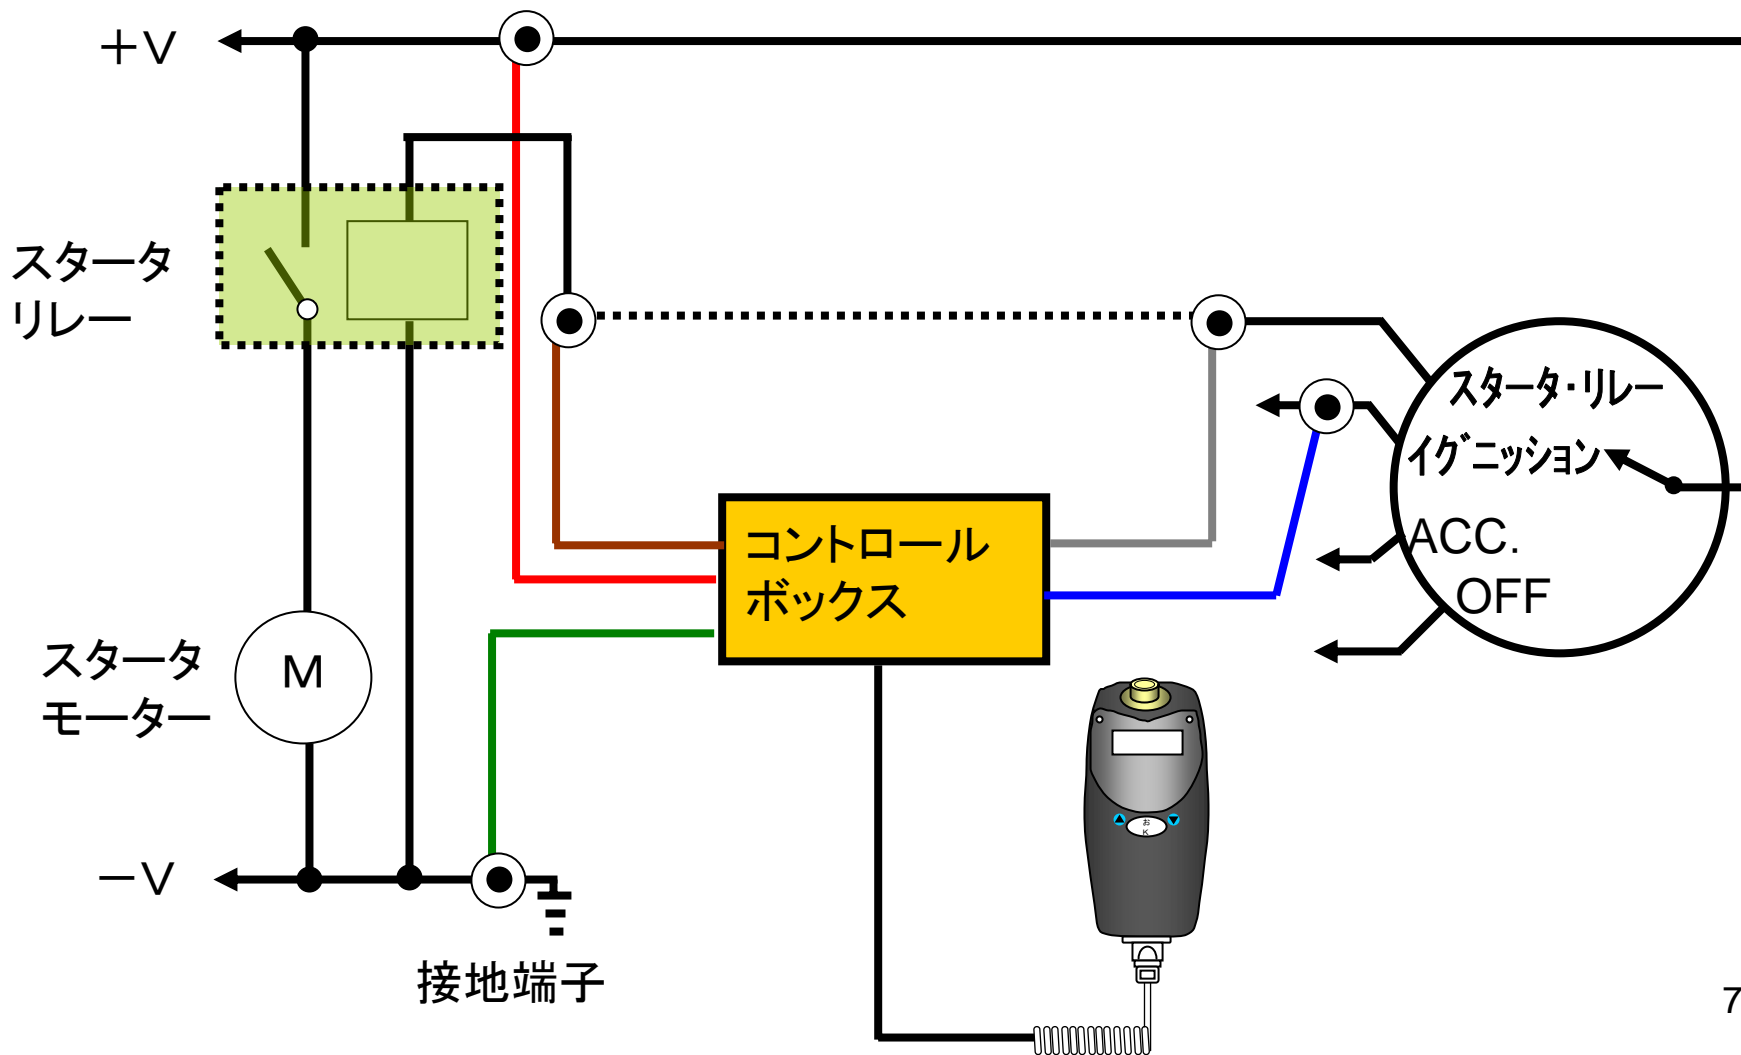 ＋V
スタータ
リレー
スタータ・リレー
イグニッション
ACC.
OFF
コントロール
ボックス
スタータ
モーター
M
お
K
－V
接地端子
7